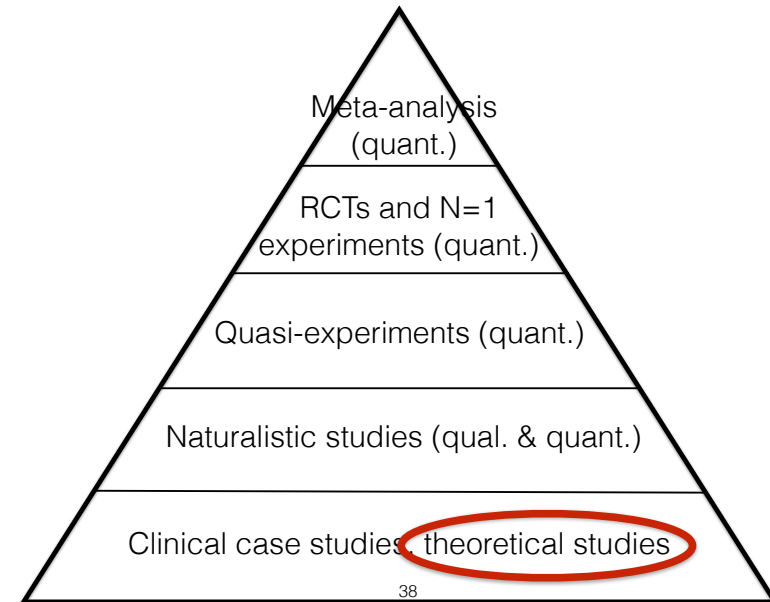 Meta-analysis
(quant.)
RCTs and N=1
experiments (quant.)
Quasi-experiments (quant.)
Naturalistic studies (qual. & quant.)
Clinical case studies, theoretical studies
38